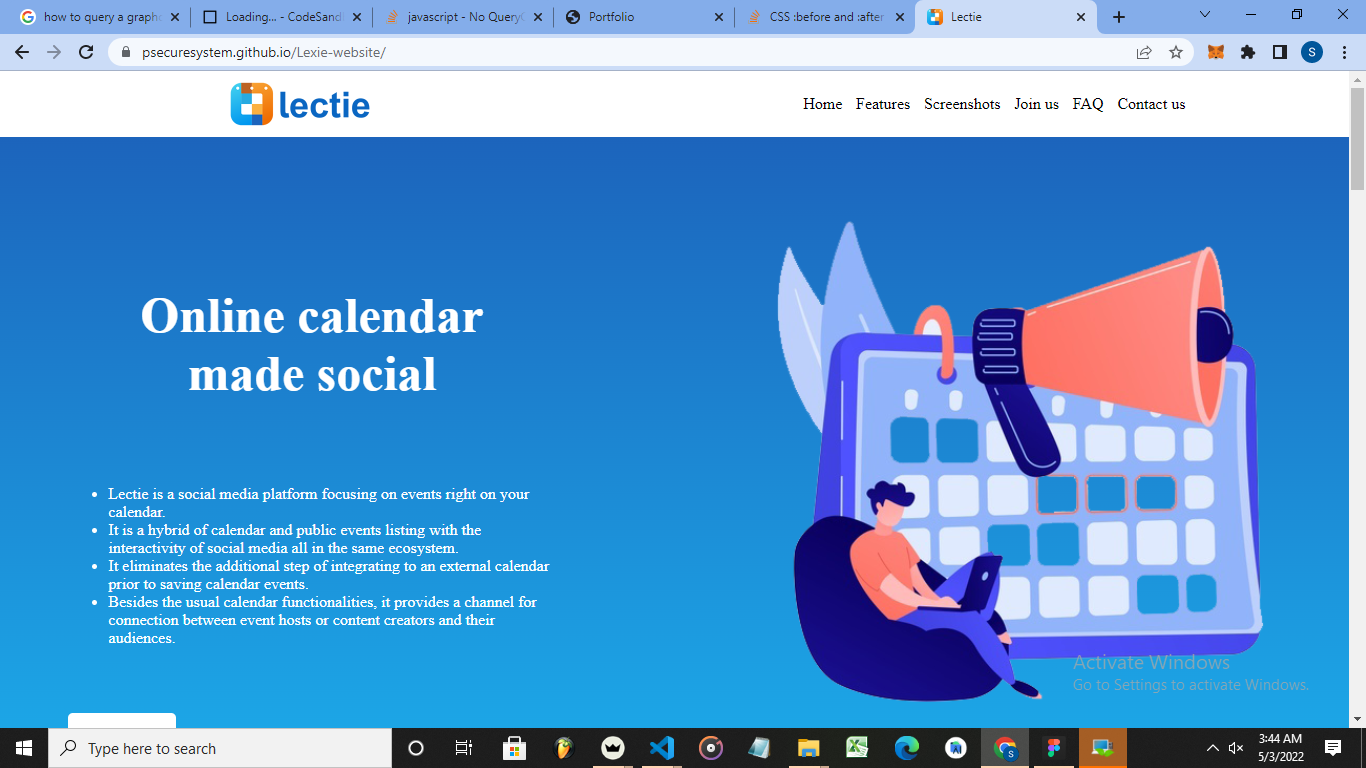 how to query a grapho
Loading... - CodeSand
javascript - No Query
Portfolio
CSS :before and :after
Lectie
psecuresystem.github.io/Lexie-website/
S
lectie
Home Features Screenshots Join us FAQ Contact us
Online calendar
made social
Lectie is a social media platform focusing on events right on your
calendar.
It is a hybrid of calendar and public events listing with the
interactivity of social media all in the same ecosystem.
It eliminates the additional step of integrating to an external calendar
prior to saving calendar events.
Besides the usual calendar functionalities, it provides a channel for
connection between event hosts or content creators and their
audiences.
Activate Windows
Go to Settings to activate Windows.
Type here to search
S
3:44 AM
5/3/2022